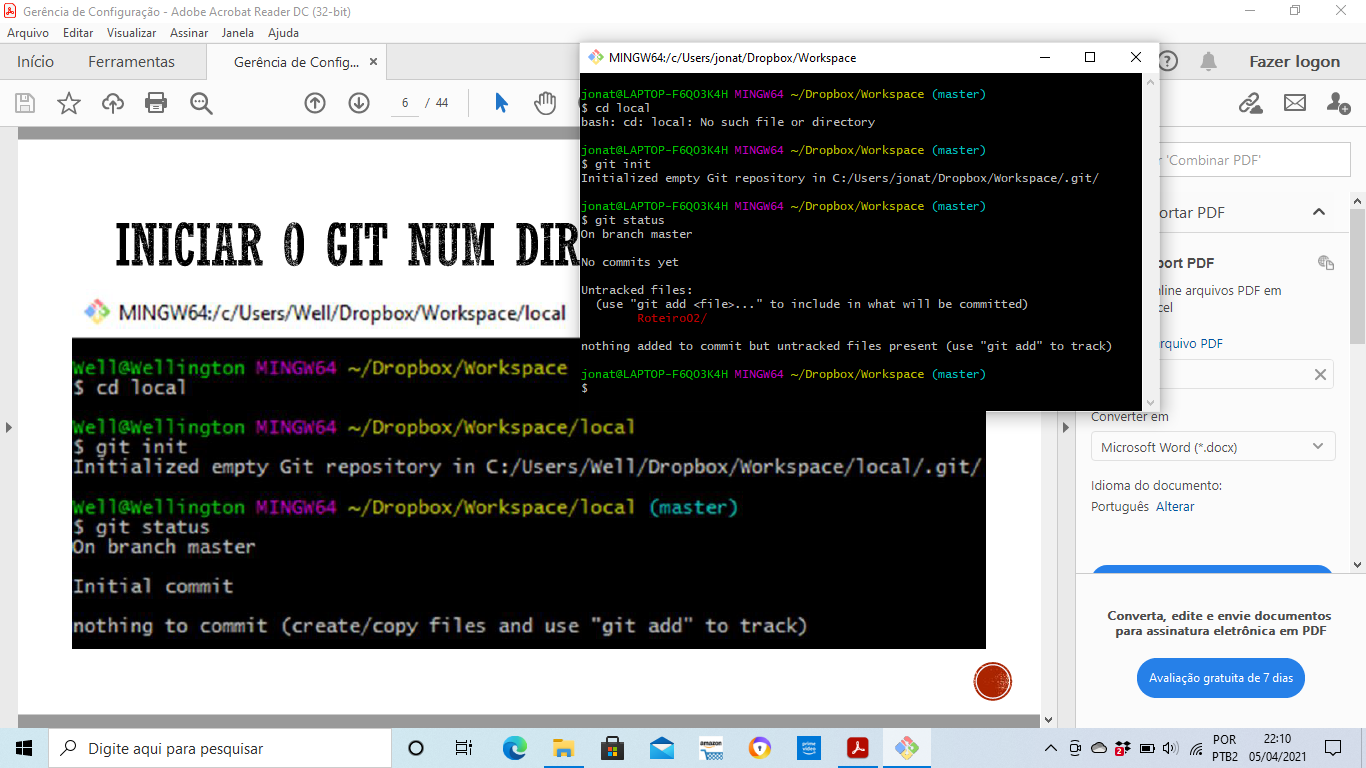 Gerência de Configuração - Adobe Acrobat Reader DC (32-bit)
Arquivo Editar Visualizar Assinar Janela Ajuda
Início Ferramentas Gerência de Config... ×
Fazer logon
6 / 44
INICIAR O GIT NUM DIR
MINGW64:/c/Users/Well/Dropbox/Workspace/local
Well@Wellington MINGW64 ~/Dropbox/Workspace
$ cd local
Well@Wellington MINGW64 ~/Dropbox/Workspace/local
$ git init
Initialized empty Git repository in C:/Users/Well/Dropbox/Workspace/local/.git/
Well@Wellington MINGW64 ~/Dropbox/Workspace/local (master)
$ git status
On branch master
Initial commit
nothing to commit (create/copy files and use "git add" to track)
MINGW64:/c/Users/jonat/Dropbox/Workspace
jonat@LAPTOP-F6QO3K4H MINGW64 ~/Dropbox/Workspace (master)
$ cd local
bash: cd: local: No such file or directory
jonat@LAPTOP-F6QO3K4H MINGW64 ~/Dropbox/Workspace (master)
$ git init
Initialized empty Git repository in C:/Users/jonat/Dropbox/Workspace/.git/
jonat@LAPTOP-F6QO3K4H MINGW64 ~/Dropbox/Workspace (master)
$ git status
On branch master
No commits yet
Untracked files:
(use "git add <file>..." to include in what will be committed)
Roteiro02/
nothing added to commit but untracked files present (use "git add" to track)
jonat@LAPTOP-F6QO3K4H MINGW64 ~/Dropbox/Workspace (master)
$
'Combinar PDF'
ortar PDF
port PDF
nline arquivos PDF em
cel
arquivo PDF
Converter em
Microsoft Word (*.docx)
Idioma do documento:
Português Alterar
Converta, edite e envie documentos
para assinatura eletrônica em PDF
Avaliação gratuita de 7 dias
Digite aqui para pesquisar
amazon
prime video
2
POR
PTB2
22:10
05/04/2021